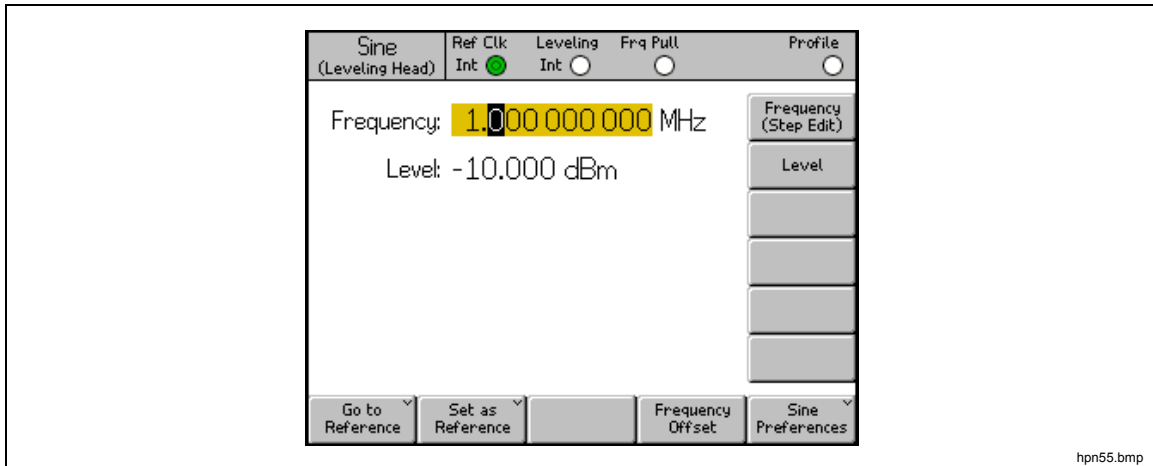 Sine
(Leveling Head)
Ref Clk
Int
Leveling
Int
Frq Pull
Profile
Frequency: 1.000 000 000 MHz
Frequency
(Step Edit)
Level: -10.000 dBm
Level
Go to
Reference
Set as
Reference
Frequency
Offset
Sine
Preferences
hpn55.bmp